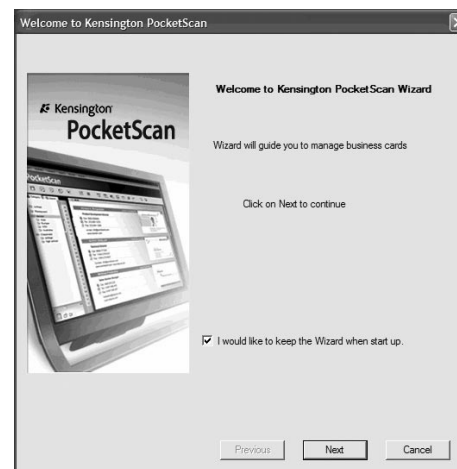 Welcome to Kensington PocketScan
Kensington
PocketScan
PocketScan
Welcome to Kensington PocketScan Wizard
Wizard will guide you to manage business cards
Click on Next to continue
I would like to keep the Wizard when start up.
Previous
Next
Cancel